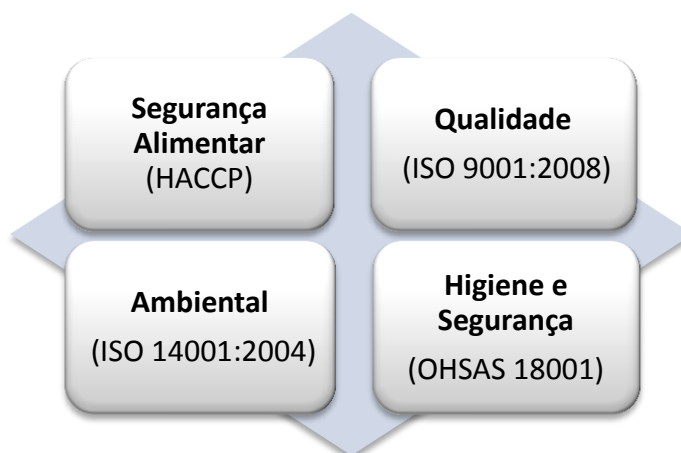 Segurança
Alimentar
(HACCP)
Qualidade
(ISO 9001:2008)
Ambiental
(ISO 14001:2004)
Higiene e
Segurança
(OHSAS 18001)